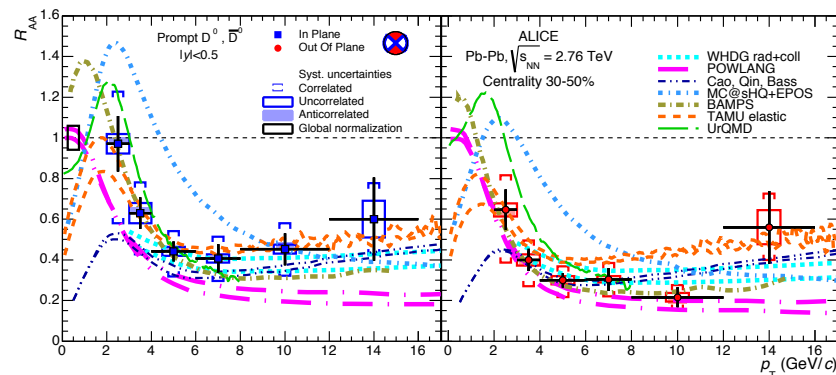 R_AA
1.6
1.4
1.2
1
0.8
0.6
0.4
0.2
0
Prompt D⁰, D̅⁰
|y|<0.5
In Plane
Out Of Plane
Syst. uncertainties
Correlated
Uncorrelated
Anticorrelated
Global normalization
0 2 4 6 8 10 12 14 16
ALICE
Pb-Pb, √s_NN = 2.76 TeV
Centrality 30-50%
WHDG rad+coll
POWLANG
Cao, Qin, Bass
MC@sHQ+EPOS
BAMPS
TAMU elastic
UrQMD
0 2 4 6 8 10 12 14 16
p_T (GeV/c)